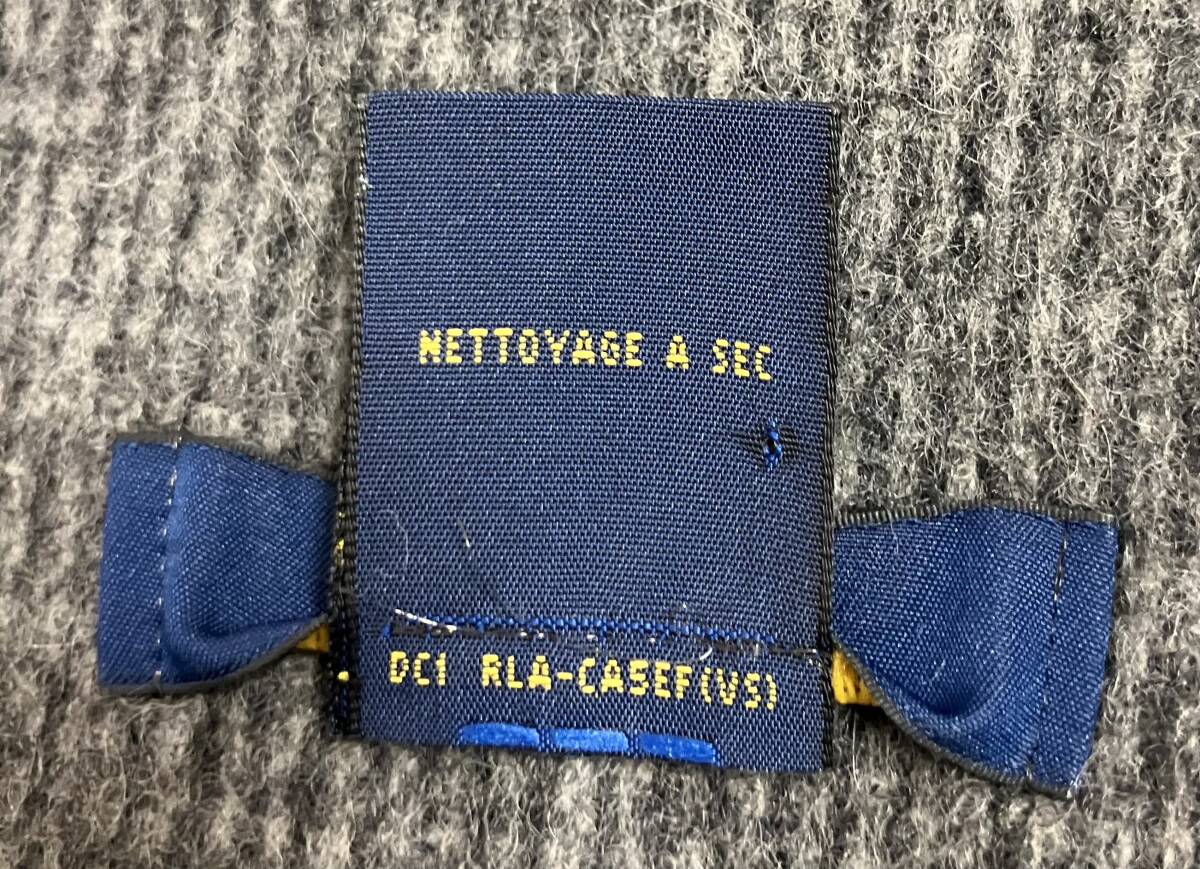 NETTOYAGE A SEC
DC1 RLA-CASEF(VS)